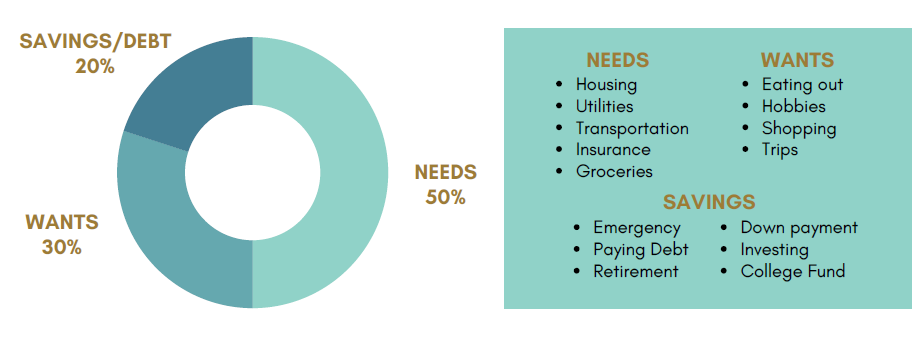 SAVINGS/DEBT
20%
WANTS
30%
NEEDS
50%
NEEDS
• Housing
• Utilities
• Transportation
• Insurance
• Groceries
WANTS
• Eating out
• Hobbies
• Shopping
• Trips
SAVINGS
• Emergency
• Paying Debt
• Retirement
• Down payment
• Investing
• College Fund